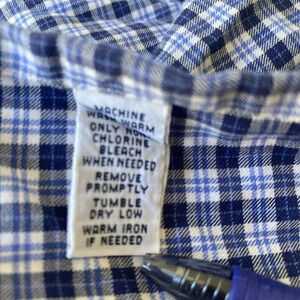 MACHINE
WASH WARM
ONLY NON-
CHLORINE
BLEACH
WHEN NEEDED
REMOVE
PROMPTLY
TUMBLE
DRY LOW
WARM IRON
IF NEEDED